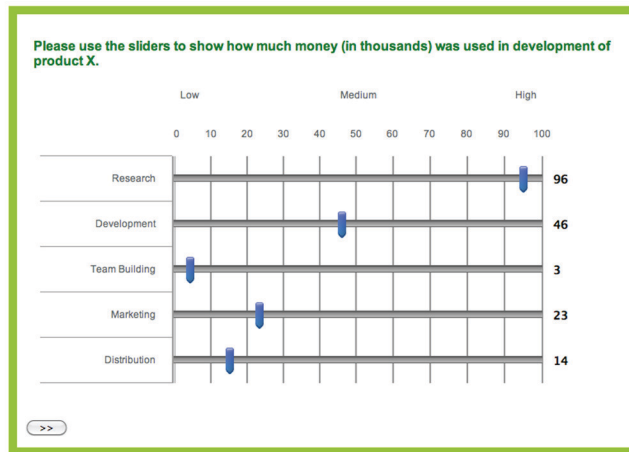 Please use the sliders to show how much money (in thousands) was used in development of
product X.
Low Medium High
0 10 20 30 40 50 60 70 80 90 100
Research 96
Development 46
Team Building 3
Marketing 23
Distribution 14
>>